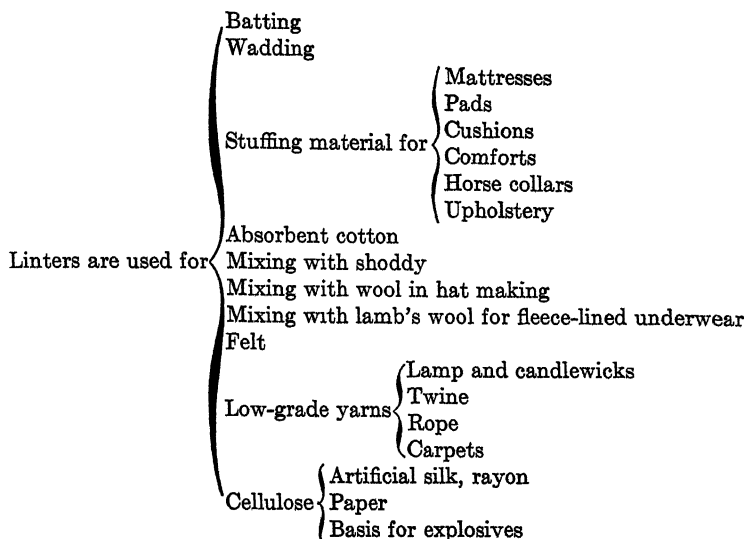 Batting
Wadding
Stuffing material for
Mattresses
Pads
Cushions
Comforts
Horse collars
Upholstery
Linters are used for
Absorbent cotton
Mixing with shoddy
Mixing with wool in hat making
Mixing with lamb's wool for fleece-lined underwear
Felt
Low-grade yarns
Lamp and candlewicks
Twine
Rope
Carpets
Cellulose
Artificial silk, rayon
Paper
Basis for explosives